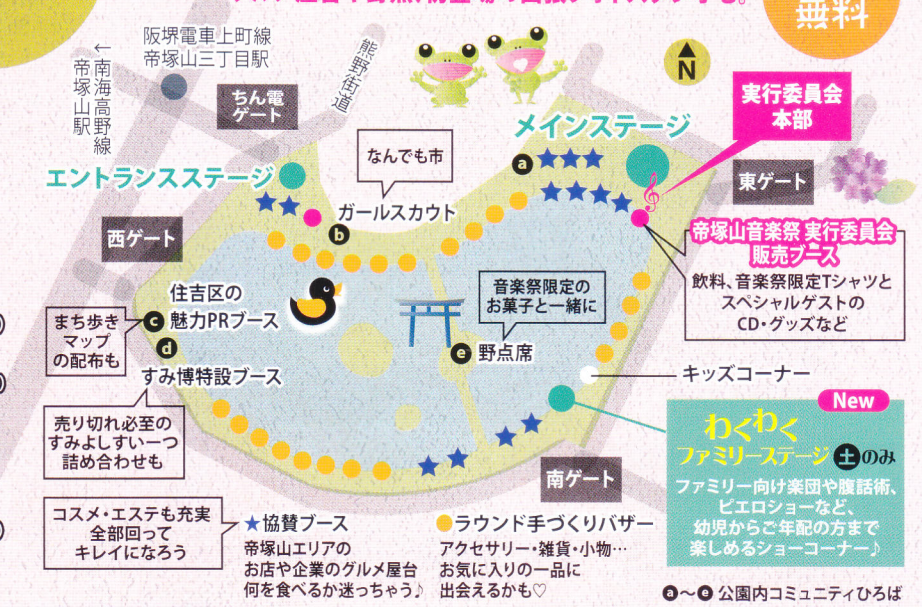 無料
阪堺電車上町線
帝塚山三丁目駅
←南海高野線
帝塚山駅
ちん電
ゲート
熊野街道
N
実行委員会
本部
メインステージ
なんでも市
a
東ゲート
エントランスステージ
ガールスカウト
b
西ゲート
帝塚山音楽祭 実行委員会
販売ブース
飲料、音楽祭限定Tシャツと
スペシャルゲストの
CD・グッズなど
音楽祭限定の
お菓子と一緒に
e 野点席
住吉区の
c 魅力PRブース
まち歩き
マップ
の配布も
d
すみ博特設ブース
売り切れ必至の
すみよしすい一つ
詰め合わせも
キッズコーナー
New
わくわく
ファミリーステージ 土のみ
ファミリー向け楽団や腹話術、
ピエロショーなど、
幼児からご年配の方まで
楽しめるショーコーナー♪
南ゲート
コスメ・エステも充実
全部回って
キレイになろう
★協賛ブース
帝塚山エリアの
お店や企業のグルメ屋台
何を食べるか迷っちゃう♪
●ラウンド手づくりバザー
アクセサリー・雑貨・小物…
お気に入りの一品に
出会えるかも♡
a～e 公園内コミュニティひろば